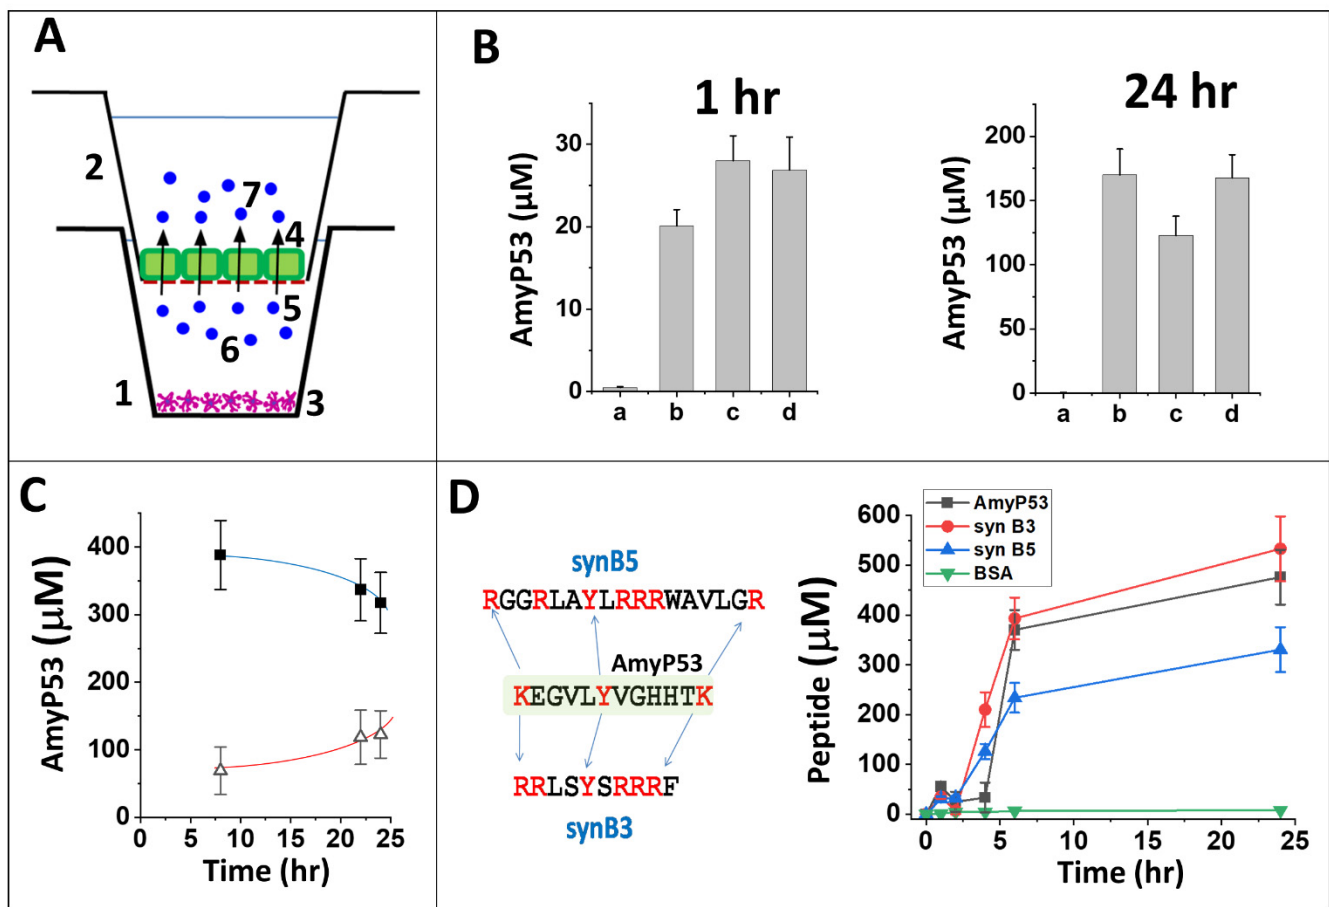 A
2
7
4
5
6
1
3
B
1 hr
AmyP53 (µM)
30
20
10
0
a b c d
24 hr
AmyP53 (µM)
200
150
100
50
0
a b c d
C
AmyP53 (µM)
400
300
200
100
0
0 5 10 15 20 25
Time (hr)
D
synB5
RGGRLAYLRRRWAVLGR
AmyP53
KEGVLYVGHHTK
RRLSYSRRRF
synB3
AmyP53
syn B3
syn B5
BSA
Peptide (µM)
600
500
400
300
200
100
0
0 5 10 15 20 25
Time (hr)